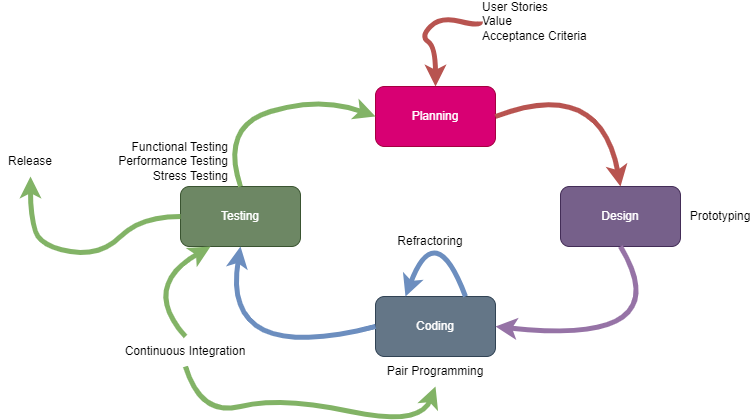 User Stories
Value
Acceptance Criteria
Planning
Functional Testing
Performance Testing
Stress Testing
Release
Testing
Design
Prototyping
Refractoring
Coding
Continuous Integration
Pair Programming